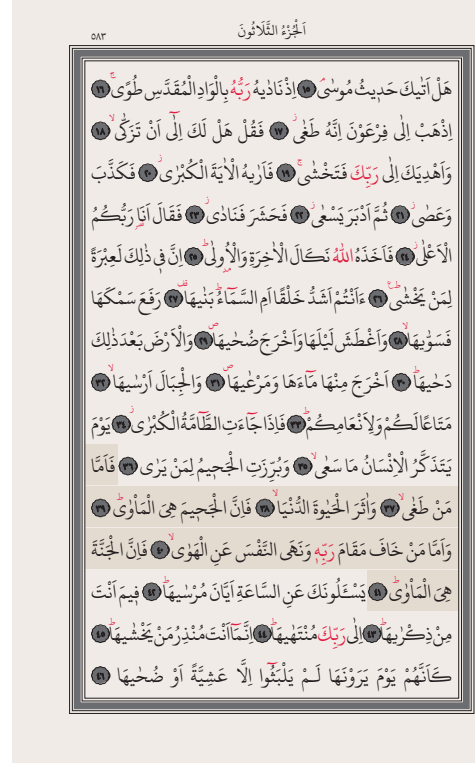 اَلْجُزْءُ الثَّلَاثُونَ
٥٨٣
هَلْ اَتٰيكَ حَدٖيثُ مُوسٰىۢ ﴿١٥﴾ اِذْ نَادٰيهُ رَبُّهُ بِالْوَادِ الْمُقَدَّسِ طُوًىۚ ﴿١٦﴾
اِذْهَبْ اِلٰى فِرْعَوْنَ اِنَّهُ طَغٰىؗ ﴿١٧﴾ فَقُلْ هَلْ لَكَ اِلٰٓى اَنْ تَزَكّٰىۙ ﴿١٨﴾
وَاَهْدِيَكَ اِلٰى رَبِّكَ فَتَخْشٰىۚ ﴿١٩﴾ فَاَرٰيهُ الْاٰيَةَ الْكُبْرٰىؗ ﴿٢٠﴾ فَكَذَّبَ
وَعَصٰىؗ ﴿٢١﴾ ثُمَّ اَدْبَرَ يَسْعٰىؗ ﴿٢٢﴾ فَحَشَرَ فَنَادٰىؗ ﴿٢٣﴾ فَقَالَ اَنَا۬ رَبُّكُمُ
الْاَعْلٰىؗ ﴿٢٤﴾ فَاَخَذَهُ اللّٰهُ نَكَالَ الْاٰخِرَةِ وَالْاُو۫لٰىؕ ﴿٢٥﴾ اِنَّ فٖي ذٰلِكَ لَعِبْرَةً
لِمَنْ يَخْشٰىؕ ﴿٢٦﴾ ءَاَنْتُمْ اَشَدُّ خَلْقًا اَمِ السَّمَٓاءُؕ بَنٰيهَا ﴿٢٧﴾ رَفَعَ سَمْكَهَا
فَسَوّٰيهَاۙ ﴿٢٨﴾ وَاَغْطَشَ لَيْلَهَا وَاَخْرَجَ ضُحٰيهَاۖ ﴿٢٩﴾ وَالْاَرْضَ بَعْدَ ذٰلِكَ
دَحٰيهَاؕ ﴿٣٠﴾ اَخْرَجَ مِنْهَا مَٓاءَهَا وَمَرْعٰيهَاۖ ﴿٣١﴾ وَالْجِبَالَ اَرْسٰيهَاۙ ﴿٣٢﴾
مَتَاعًا لَكُمْ وَلِاَنْعَامِكُمْؕ ﴿٣٣﴾ فَاِذَا جَٓاءَتِ الطَّٓامَّةُ الْكُبْرٰىؗ ﴿٣٤﴾ يَوْمَ
يَتَذَكَّرُ الْاِنْسَانُ مَا سَعٰىۙ ﴿٣٥﴾ وَبُرِّزَتِ الْجَحٖيمُ لِمَنْ يَرٰى ﴿٣٦﴾ فَاَمَّا
مَنْ طَغٰىۙ ﴿٣٧﴾ وَاٰثَرَ الْحَيٰوةَ الدُّنْيَاۙ ﴿٣٨﴾ فَاِنَّ الْجَحٖيمَ هِيَ الْمَأْوٰىؕ ﴿٣٩﴾
وَاَمَّا مَنْ خَافَ مَقَامَ رَبِّهٖ وَنَهَى النَّفْسَ عَنِ الْهَوٰىۙ ﴿٤٠﴾ فَاِنَّ الْجَنَّةَ
هِيَ الْمَأْوٰىؕ ﴿٤١﴾ يَسْـَٔلُونَكَ عَنِ السَّاعَةِ اَيَّانَ مُرْسٰيهَاؕ ﴿٤٢﴾ فٖيمَ اَنْتَ
مِنْ ذِكْرٰيهَاؕ ﴿٤٣﴾ اِلٰى رَبِّكَ مُنْتَهٰيهَاؕ ﴿٤٤﴾ اِنَّمَٓا اَنْتَ مُنْذِرُ مَنْ يَخْشٰيهَاؕ ﴿٤٥﴾
كَاَنَّهُمْ يَوْمَ يَرَوْنَهَا لَمْ يَلْبَثُٓوا اِلَّا عَشِيَّةً اَوْ ضُحٰيهَا ﴿٤٦﴾